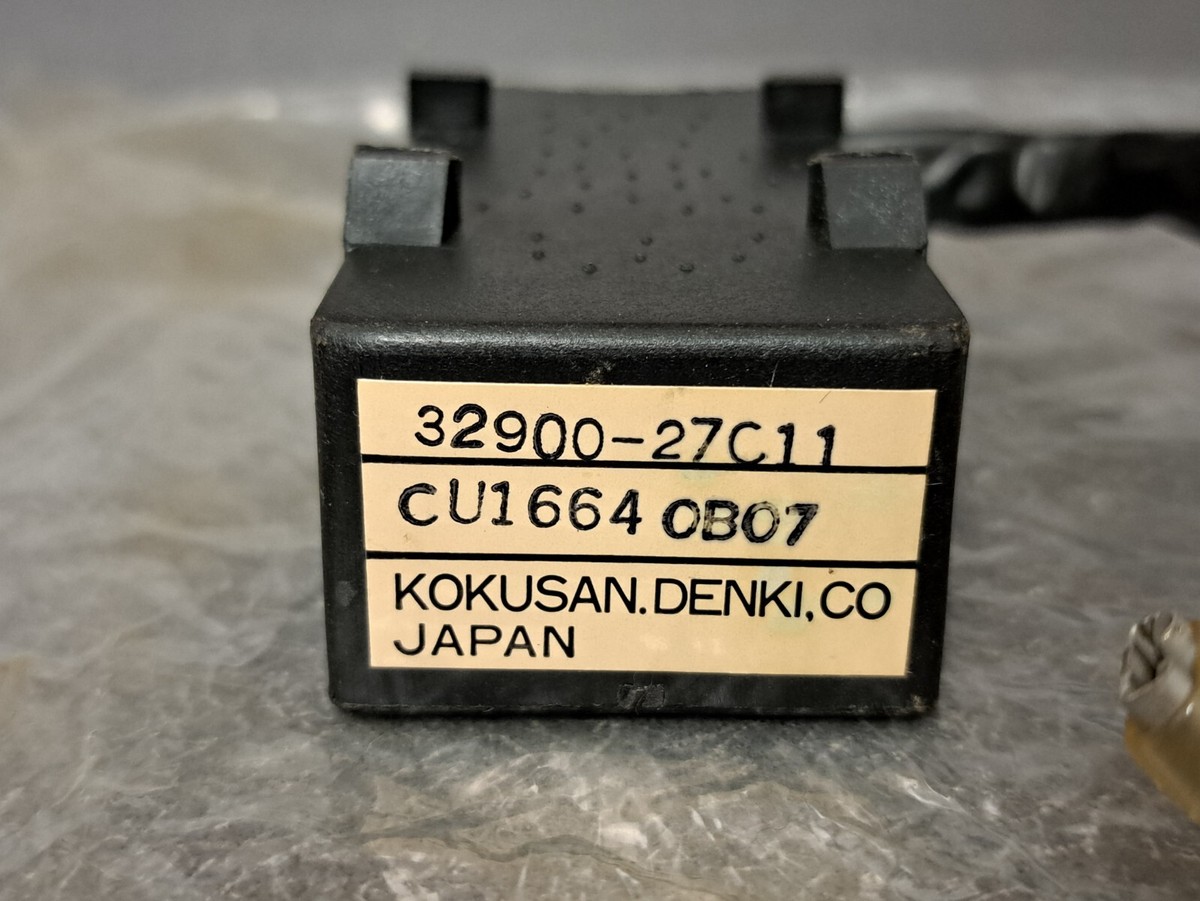 32900-27C11
CU1664 0B07
KOKUSAN.DENKI,CO
JAPAN